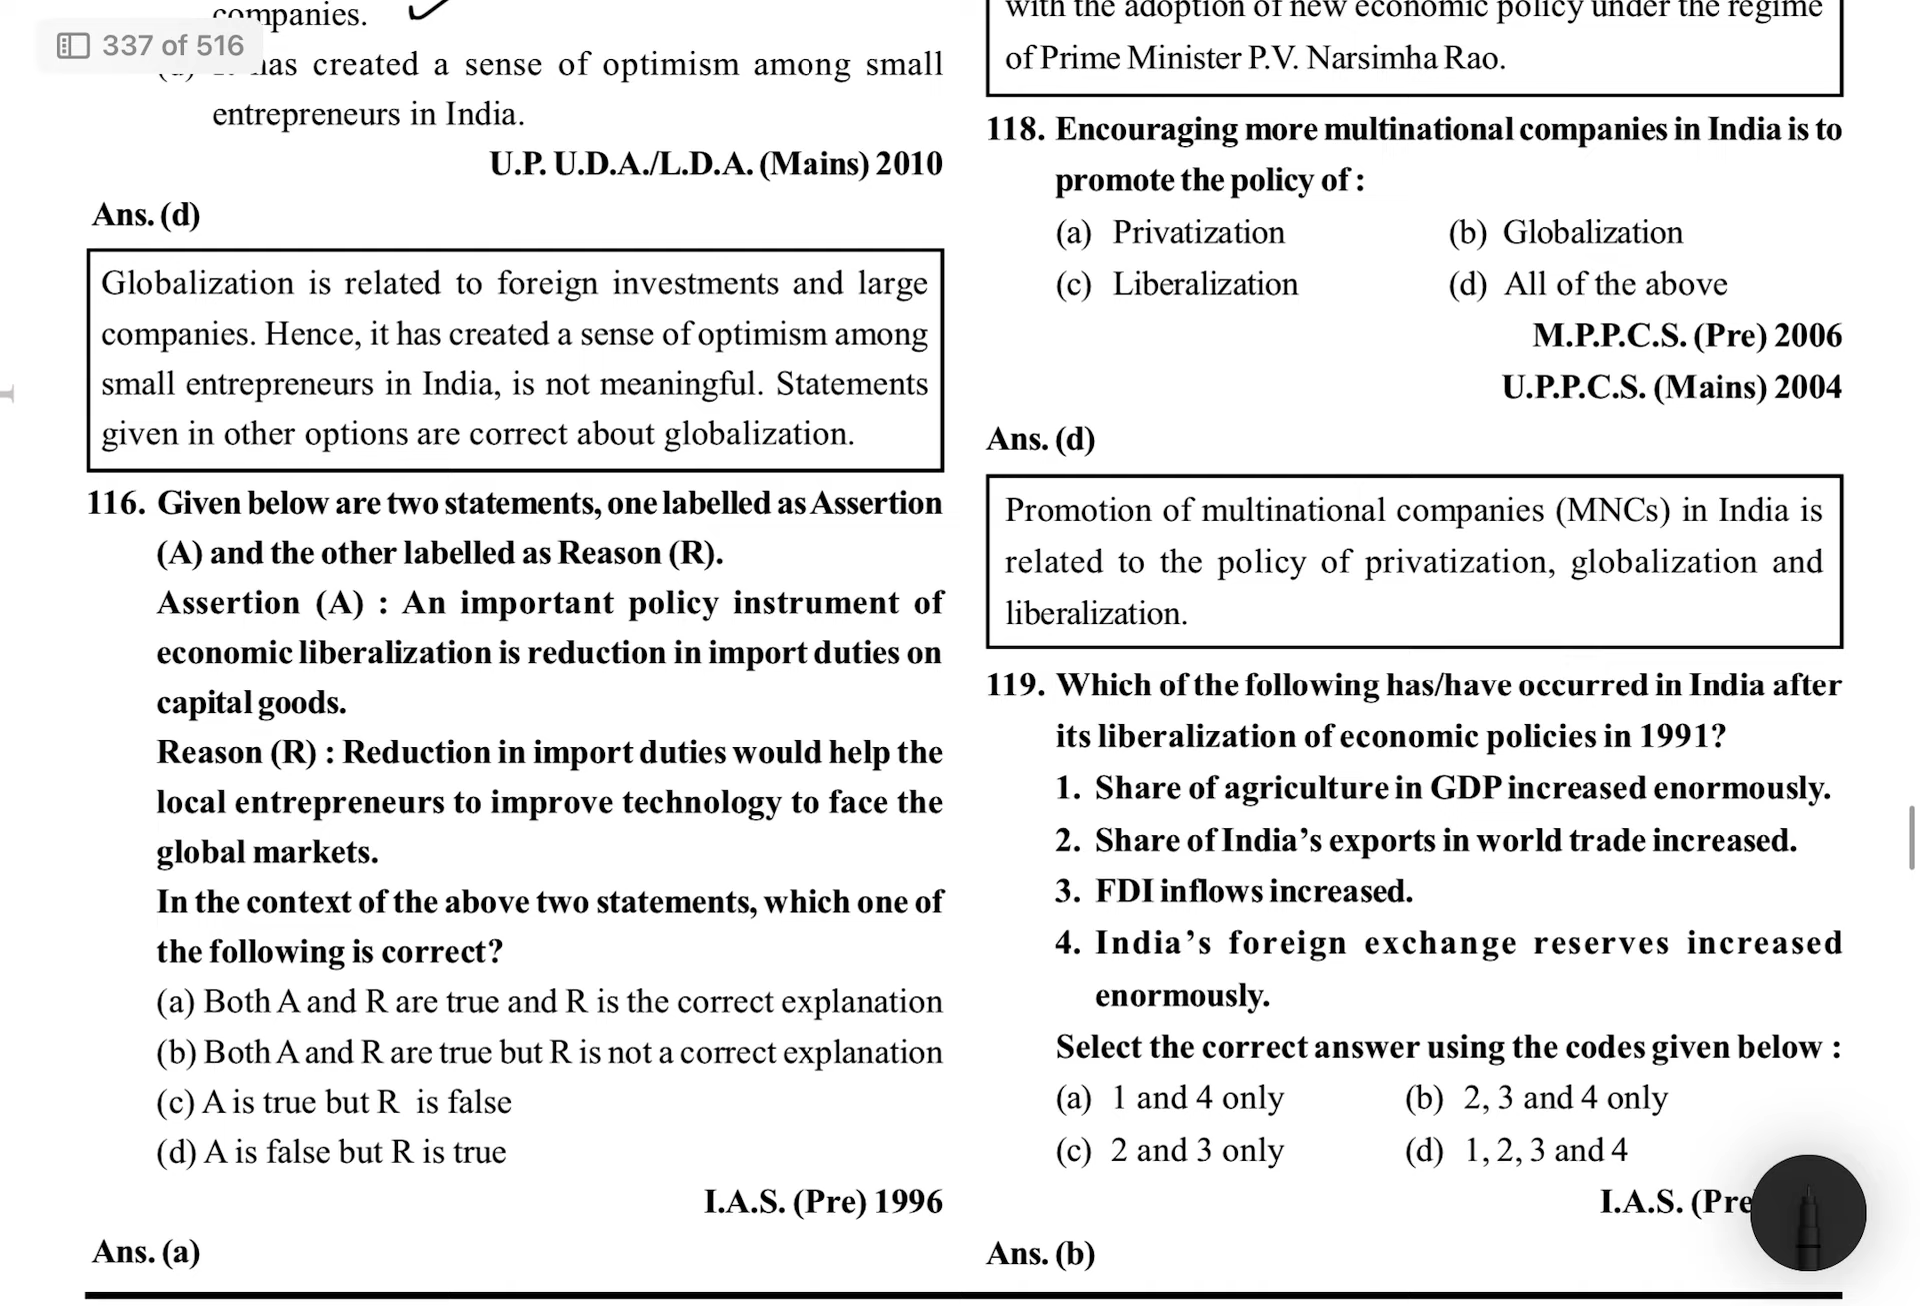 337 of 516
companies.
has created a sense of optimism among small
entrepreneurs in India.
U.P. U.D.A./L.D.A. (Mains) 2010
Ans. (d)
Globalization is related to foreign investments and large
companies. Hence, it has created a sense of optimism among
small entrepreneurs in India, is not meaningful. Statements
given in other options are correct about globalization.
116. Given below are two statements, one labelled as Assertion
(A) and the other labelled as Reason (R).
Assertion (A) : An important policy instrument of
economic liberalization is reduction in import duties on
capital goods.
Reason (R) : Reduction in import duties would help the
local entrepreneurs to improve technology to face the
global markets.
In the context of the above two statements, which one of
the following is correct?
(a) Both A and R are true and R is the correct explanation
(b) Both A and R are true but R is not a correct explanation
(c) A is true but R is false
(d) A is false but R is true
I.A.S. (Pre) 1996
Ans. (a)
with the adoption of new economic policy under the regime
of Prime Minister P.V. Narsimha Rao.
118. Encouraging more multinational companies in India is to
promote the policy of :
(a) Privatization (b) Globalization
(c) Liberalization (d) All of the above
M.P.P.C.S. (Pre) 2006
U.P.P.C.S. (Mains) 2004
Ans. (d)
Promotion of multinational companies (MNCs) in India is
related to the policy of privatization, globalization and
liberalization.
119. Which of the following has/have occurred in India after
its liberalization of economic policies in 1991?
1. Share of agriculture in GDP increased enormously.
2. Share of India's exports in world trade increased.
3. FDI inflows increased.
4. India's foreign exchange reserves increased
enormously.
Select the correct answer using the codes given below :
(a) 1 and 4 only (b) 2, 3 and 4 only
(c) 2 and 3 only (d) 1, 2, 3 and 4
I.A.S. (Pre
Ans. (b)